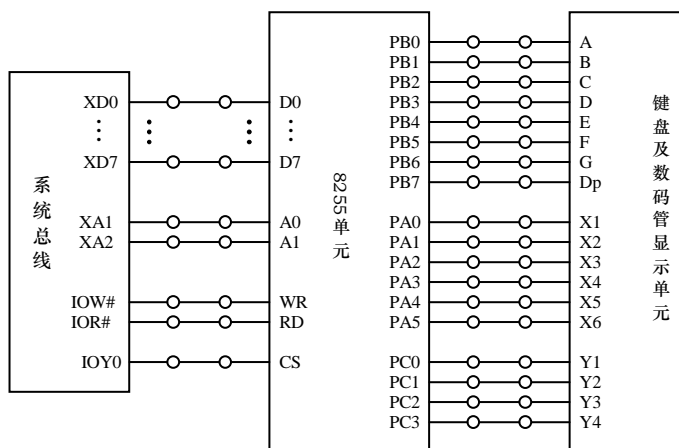 系统总线
XD0
⋮
XD7
XA1
XA2
IOW#
IOR#
IOY0
D0
⋮
D7
A0
A1
WR
RD
CS
8255单元
PB0
PB1
PB2
PB3
PB4
PB5
PB6
PB7
PA0
PA1
PA2
PA3
PA4
PA5
PC0
PC1
PC2
PC3
A
B
C
D
E
F
G
Dp
X1
X2
X3
X4
X5
X6
Y1
Y2
Y3
Y4
键盘及数码管显示单元